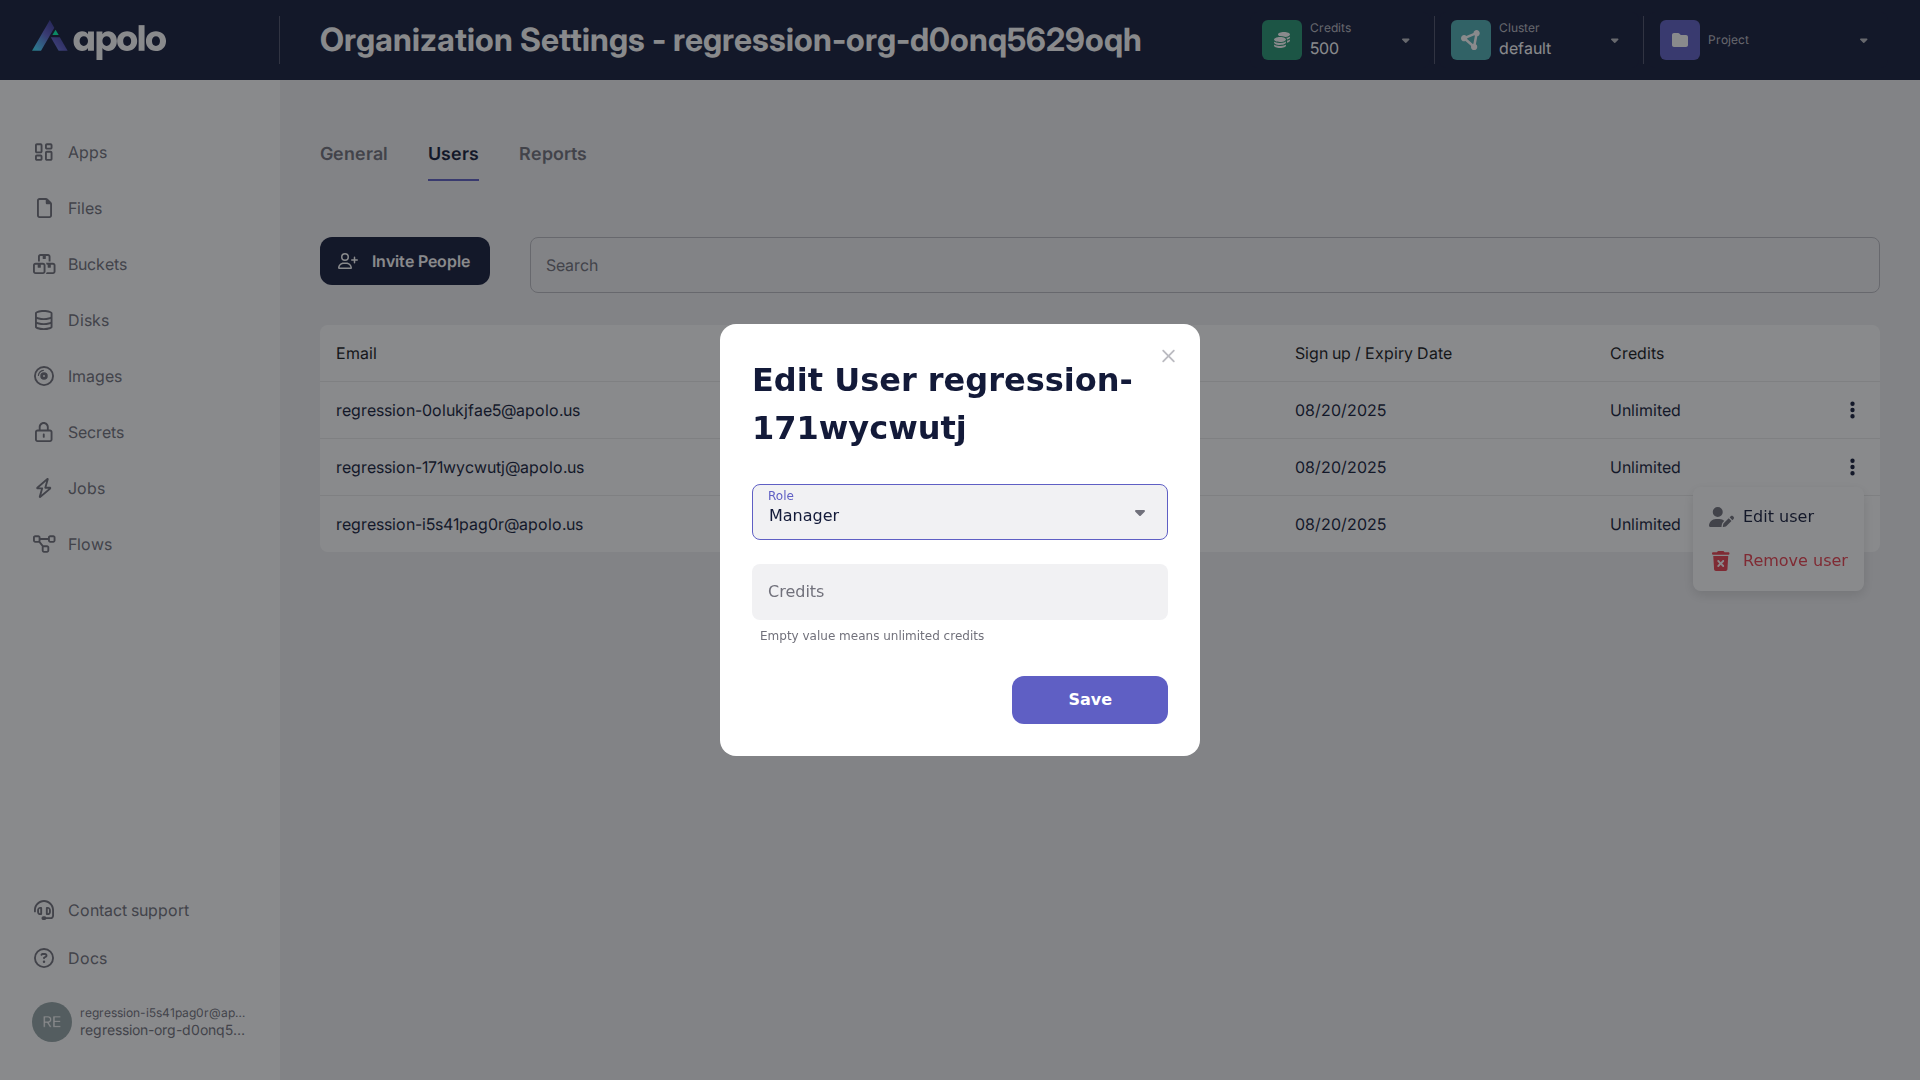 apolo
Organization Settings - regression-org-d0onq5629oqh
Credits
500
Cluster
default
Project
Apps
Files
Buckets
Disks
Images
Secrets
Jobs
Flows
Contact support
Docs
RE
regression-i5s41pag0r@ap...
regression-org-d0onq5...
General
Users
Reports
Invite People
Search
Email
Sign up / Expiry Date
Credits
regression-0olukjfae5@apolo.us
08/20/2025
Unlimited
regression-171wycwutj@apolo.us
08/20/2025
Unlimited
regression-i5s41pag0r@apolo.us
08/20/2025
Unlimited
Edit user
Remove user
Edit User regression-
171wycwutj
Role
Manager
Credits
Empty value means unlimited credits
Save